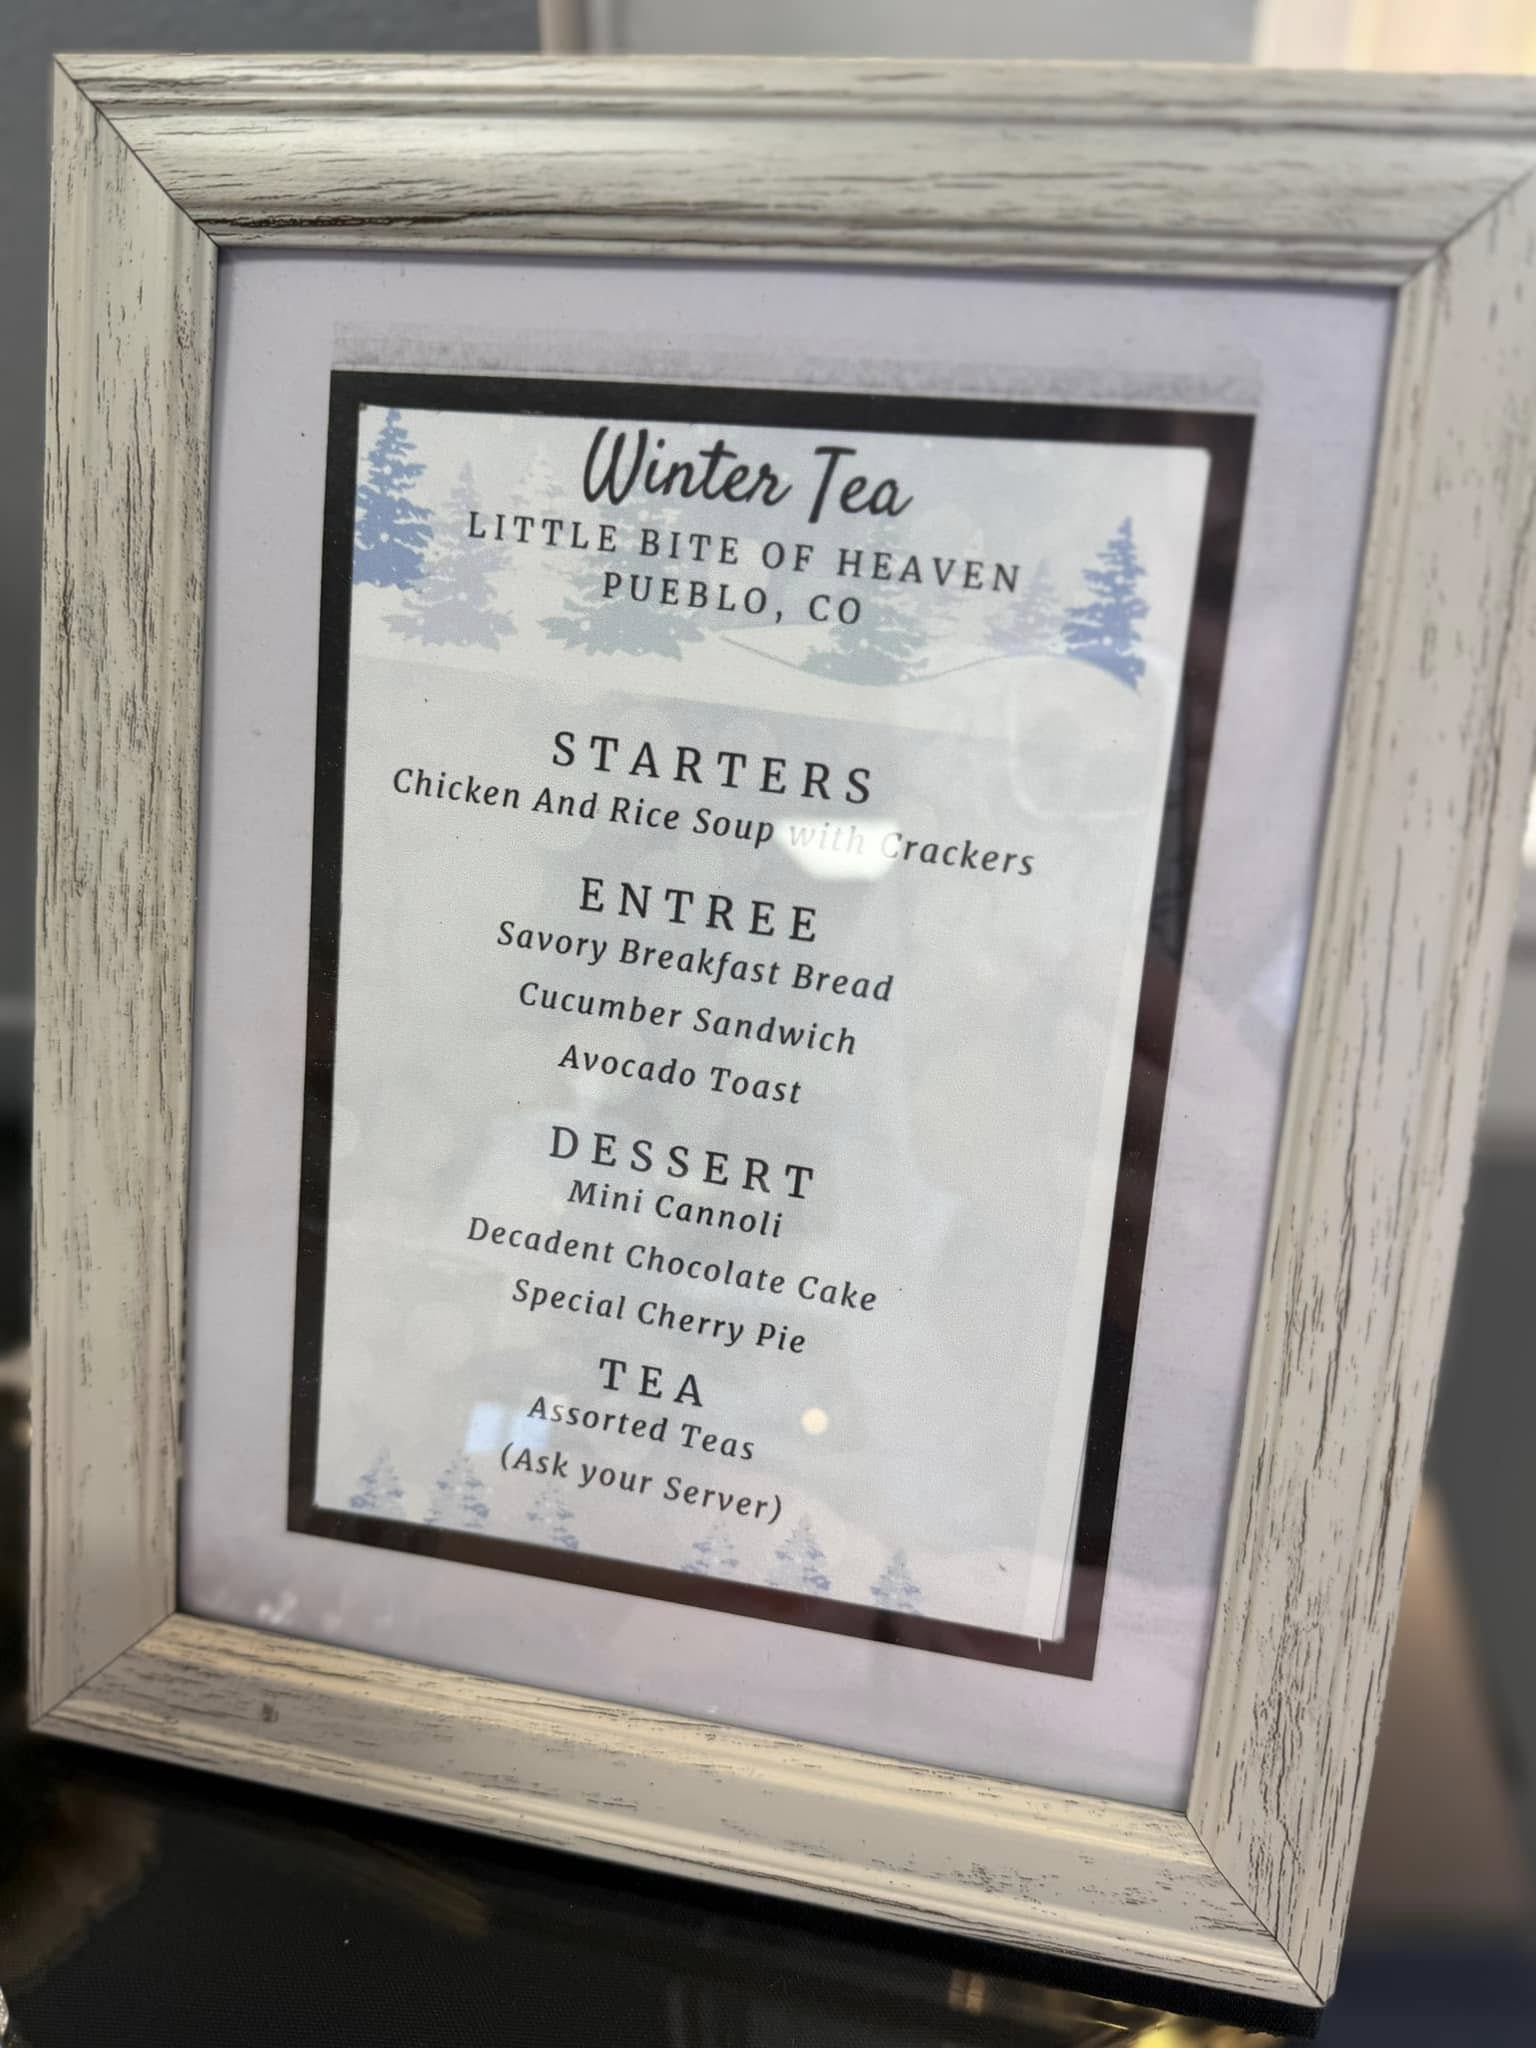 Winter Tea
LITTLE BITE OF HEAVEN
PUEBLO, CO
STARTERS
Chicken And Rice Soup with Crackers
ENTREE
Savory Breakfast Bread
Cucumber Sandwich
Avocado Toast
DESSERT
Mini Cannoli
Decadent Chocolate Cake
Special Cherry Pie
TEA
Assorted Teas
(Ask your Server)